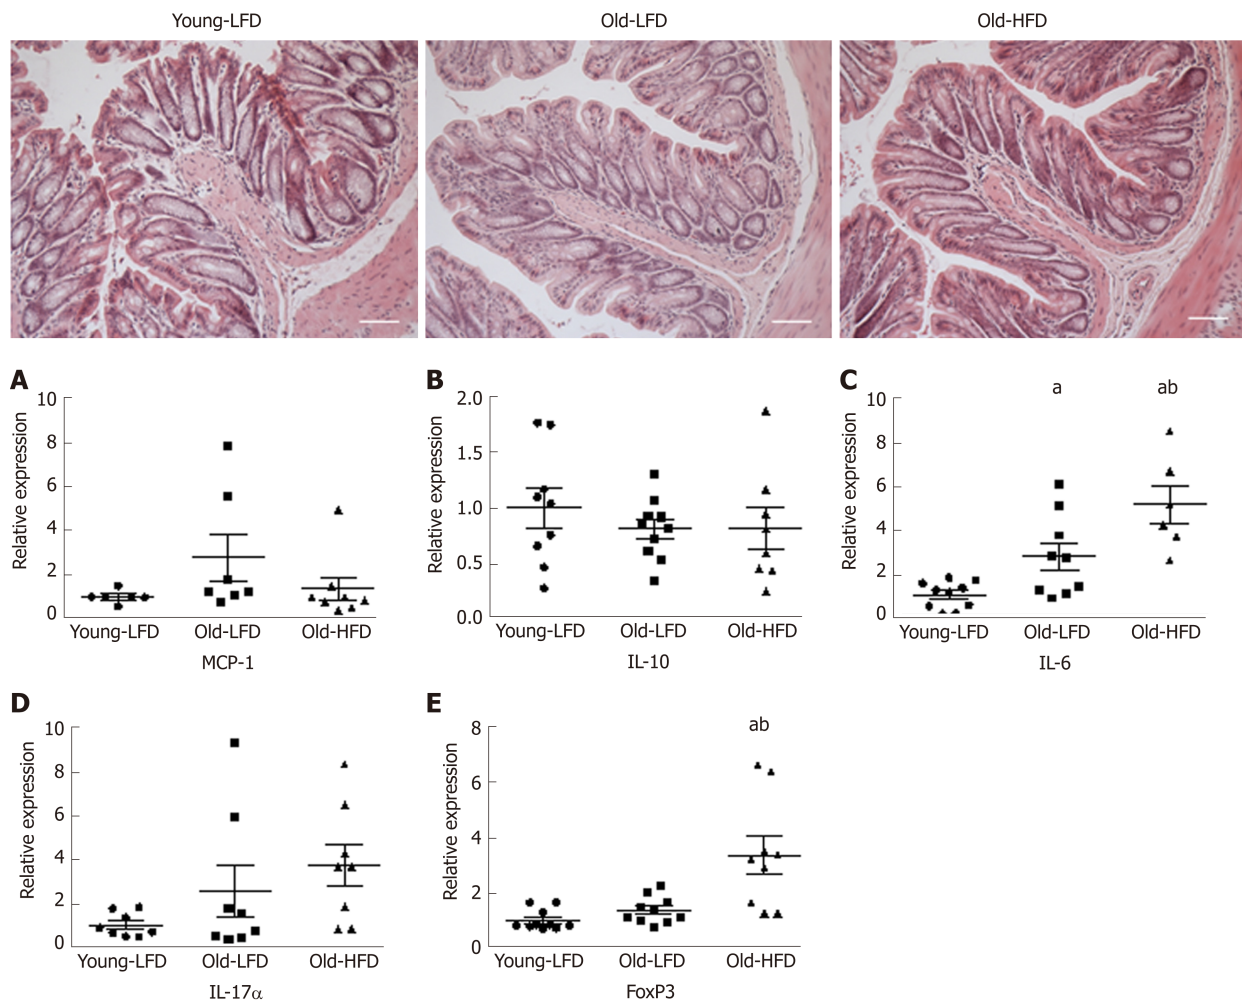 Young-LFD Old-LFD Old-HFD
A
Relative expression
10
8
6
4
2
0
Young-LFD Old-LFD Old-HFD
MCP-1
B
Relative expression
2.0
1.5
1.0
0.5
0.0
Young-LFD Old-LFD Old-HFD
IL-10
C
a ab
Relative expression
10
8
6
4
2
0
Young-LFD Old-LFD Old-HFD
IL-6
D
Relative expression
10
8
6
4
2
0
Young-LFD Old-LFD Old-HFD
IL-17α
E
ab
Relative expression
8
6
4
2
0
Young-LFD Old-LFD Old-HFD
FoxP3